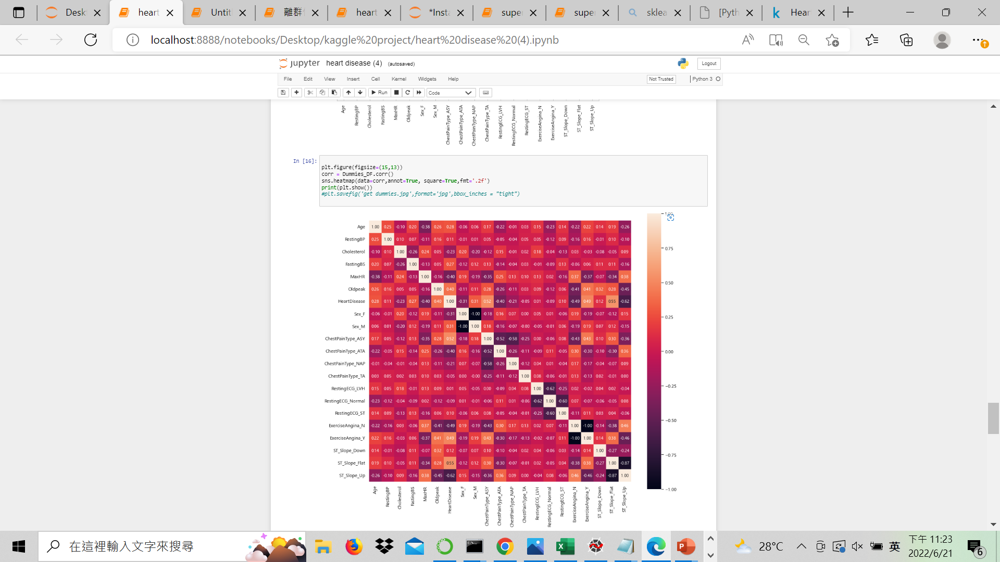 Desk
heart
Untit
離群
heart
*Insta
super
super
sklea
[Pyth
Hear
localhost:8888/notebooks/Desktop/kaggle%20project/heart%20disease%20(4).ipynb
jupyter heart disease (4) (autosaved)
Logout
File Edit View Insert Cell Kernel Widgets Help
Not Trusted
Python 3
Run
Code
Age RestingBP Cholesterol FastingBS MaxHR Oldpeak Sex_F Sex_M ChestPainType_ASY ChestPainType_ATA ChestPainType_NAP ChestPainType_TA RestingECG_LVH RestingECG_Normal RestingECG_ST ExerciseAngina_N ExerciseAngina_Y ST_Slope_Down ST_Slope_Flat ST_Slope_Up
In [16]:
plt.figure(figsize=(15,13))
corr = Dummies_DF.corr()
sns.heatmap(data=corr,annot=True, square=True,fmt='.2f')
print(plt.show())
#plt.savefig('get dummies.jpg',format='jpg',bbox_inches = "tight")
Age 1.00 0.25 -0.10 0.20 -0.38 0.26 0.28 -0.06 0.06 0.17 -0.22 -0.01 0.03 0.15 -0.23 0.14 -0.22 0.22 0.14 0.19 -0.26
RestingBP 0.25 1.00 0.10 0.07 -0.11 0.16 0.11 -0.01 0.01 0.05 -0.05 -0.04 0.05 0.05 -0.12 0.09 -0.16 0.16 -0.01 0.10 -0.10
Cholesterol -0.10 0.10 1.00 -0.26 0.24 0.05 -0.23 0.20 -0.20 -0.12 0.15 -0.01 0.02 0.18 -0.04 -0.13 0.03 -0.03 -0.08 -0.05 0.09
FastingBS 0.20 0.07 -0.26 1.00 -0.13 0.05 0.27 -0.12 0.12 0.13 -0.14 -0.04 0.03 -0.01 -0.09 0.13 -0.06 0.06 0.11 0.11 -0.16
MaxHR -0.38 -0.11 0.24 -0.13 1.00 -0.16 -0.40 0.19 -0.19 -0.35 0.25 0.13 0.10 0.13 0.02 -0.16 0.37 -0.37 -0.07 -0.34 0.38
Oldpeak 0.26 0.16 0.05 0.05 -0.16 1.00 0.40 -0.11 0.11 0.28 -0.26 -0.11 0.03 0.09 -0.12 0.06 -0.41 0.41 0.32 0.28 -0.45
HeartDisease 0.28 0.11 -0.23 0.27 -0.40 0.40 1.00 -0.31 0.31 0.52 -0.40 -0.21 -0.05 0.01 -0.09 0.10 -0.49 0.49 0.12 0.55 -0.62
Sex_F -0.06 -0.01 0.20 -0.12 0.19 -0.11 -0.31 1.00 -1.00 -0.18 0.16 0.07 0.00 0.05 0.01 -0.06 0.19 -0.19 -0.07 -0.12 0.15
Sex_M 0.06 0.01 -0.20 0.12 -0.19 0.11 0.31 -1.00 1.00 0.18 -0.16 -0.07 -0.00 -0.05 -0.01 0.06 -0.19 0.19 0.07 0.12 -0.15
ChestPainType_ASY 0.17 0.05 -0.12 0.13 -0.35 0.28 0.52 -0.18 0.18 1.00 -0.52 -0.58 -0.25 0.00 -0.06 0.08 -0.43 0.43 0.10 0.30 -0.36
ChestPainType_ATA -0.22 -0.05 0.15 -0.14 0.25 -0.26 -0.40 0.16 -0.16 -0.52 1.00 -0.26 -0.11 -0.09 0.11 -0.05 0.30 -0.30 -0.10 -0.30 0.36
ChestPainType_NAP -0.01 -0.04 -0.01 -0.04 0.13 -0.11 -0.21 0.07 -0.07 -0.58 -0.26 1.00 -0.12 0.04 0.01 -0.04 0.17 -0.17 -0.04 -0.07 0.09
ChestPainType_TA 0.03 0.05 0.02 0.03 0.10 0.03 -0.05 0.00 -0.00 -0.25 -0.11 -0.12 1.00 0.08 -0.06 -0.01 0.13 -0.13 0.02 -0.01 0.00
RestingECG_LVH 0.15 0.05 0.18 -0.01 0.13 0.09 0.01 0.05 -0.05 0.00 -0.09 0.04 0.08 1.00 -0.62 -0.25 0.02 -0.02 0.04 0.02 -0.04
RestingECG_Normal -0.23 -0.12 -0.04 -0.09 0.02 -0.12 -0.09 0.01 -0.01 -0.06 0.11 0.01 -0.06 -0.62 1.00 -0.60 0.07 -0.07 -0.06 -0.05 0.08
RestingECG_ST 0.14 0.09 -0.13 0.13 -0.16 0.06 0.10 -0.06 0.06 0.08 -0.05 -0.04 -0.01 -0.25 -0.60 1.00 -0.11 0.11 0.03 0.04 -0.06
ExerciseAngina_N -0.22 -0.16 0.03 -0.06 0.37 -0.41 -0.49 0.19 -0.19 -0.43 0.30 0.17 0.13 0.02 0.07 -0.11 1.00 -1.00 -0.14 -0.38 0.46
ExerciseAngina_Y 0.22 0.16 -0.03 0.06 -0.37 0.41 0.49 -0.19 0.19 0.43 -0.30 -0.17 -0.13 -0.02 -0.07 0.11 -1.00 1.00 0.14 0.38 -0.46
ST_Slope_Down 0.14 -0.01 -0.08 0.11 -0.07 0.32 0.12 -0.07 0.07 0.10 -0.10 -0.04 0.02 0.04 -0.06 0.03 -0.14 0.14 1.00 -0.27 -0.24
ST_Slope_Flat 0.19 0.10 -0.05 0.11 -0.34 0.28 0.55 -0.12 0.12 0.30 -0.30 -0.07 -0.01 0.02 -0.05 0.04 -0.38 0.38 -0.27 1.00 -0.87
ST_Slope_Up -0.26 -0.10 0.09 -0.16 0.38 -0.45 -0.62 0.15 -0.15 -0.36 0.36 0.09 0.00 -0.04 0.08 -0.06 0.46 -0.46 -0.24 -0.87 1.00
Age RestingBP Cholesterol FastingBS MaxHR Oldpeak HeartDisease Sex_F Sex_M ChestPainType_ASY ChestPainType_ATA ChestPainType_NAP ChestPainType_TA RestingECG_LVH RestingECG_Normal RestingECG_ST ExerciseAngina_N ExerciseAngina_Y ST_Slope_Down ST_Slope_Flat ST_Slope_Up
1.00
0.75
0.50
0.25
0.00
-0.25
-0.50
-0.75
-1.00
在這裡輸入文字來搜尋
28°C
英
下午 11:23
2022/6/21
6